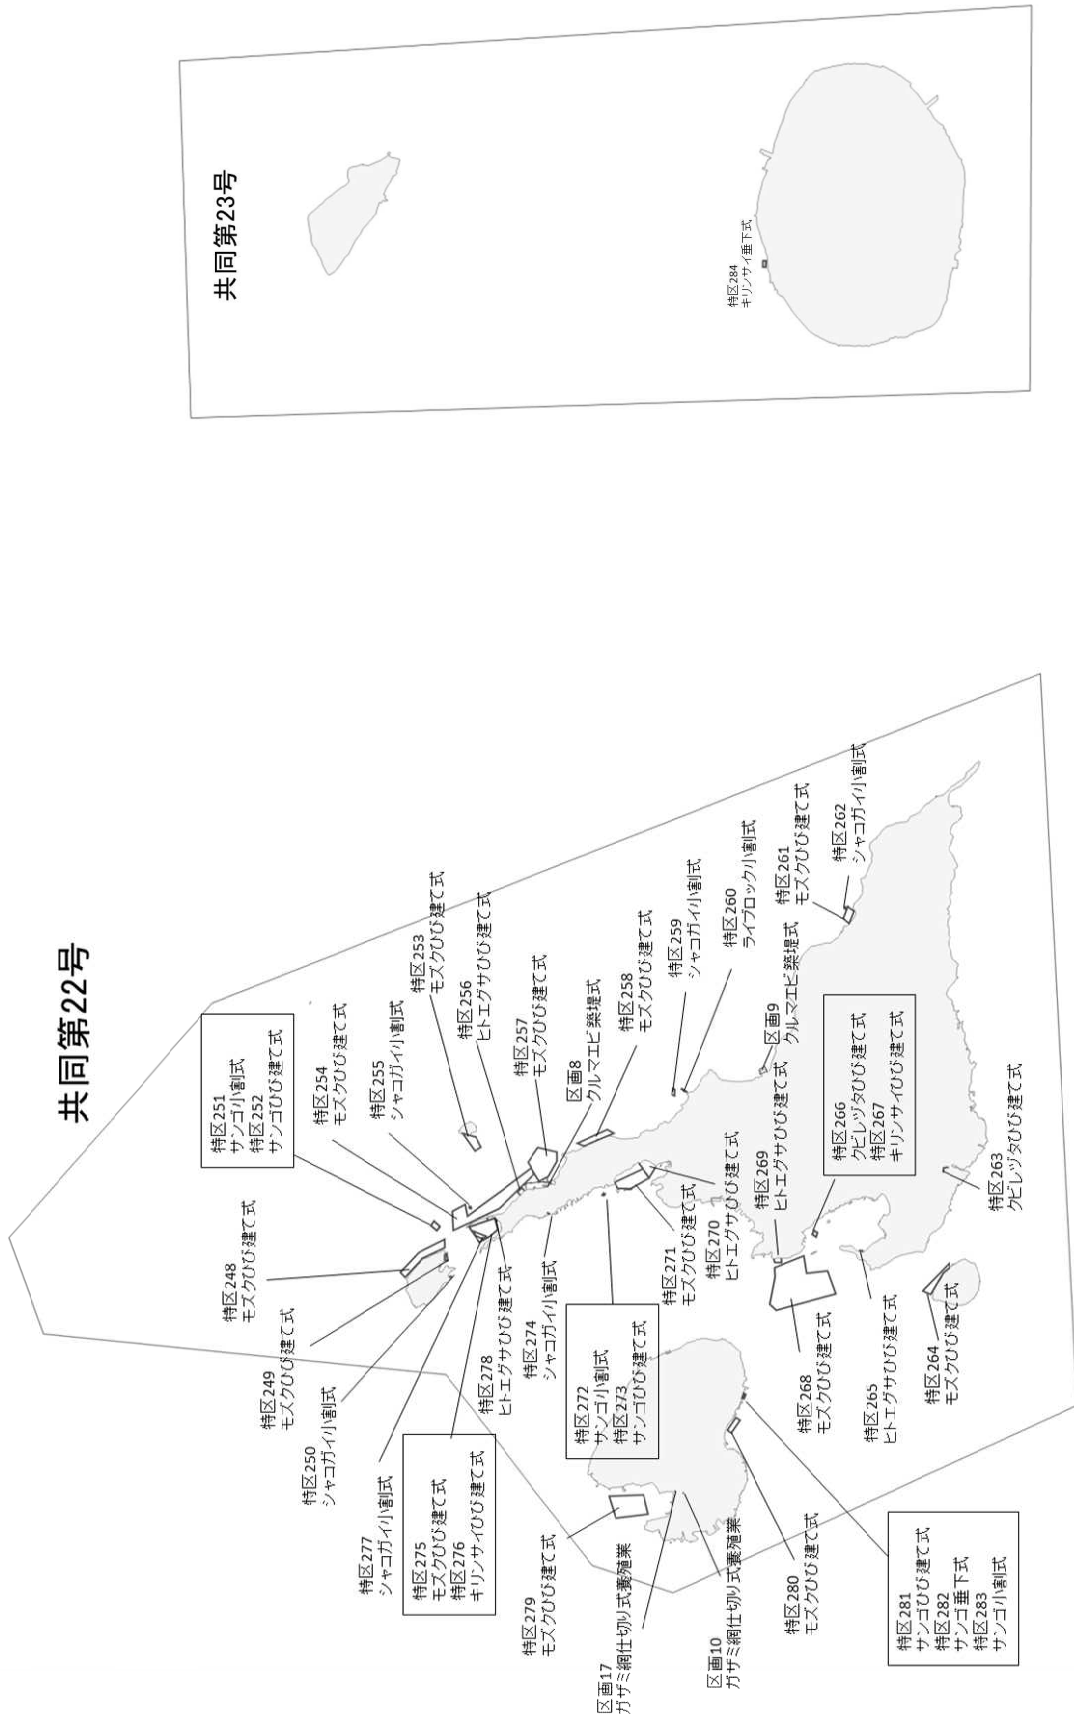 共同第22号
特区251
サンゴ小割式
特区252
サンゴひび建て式
特区254
モズクひび建て式
特区255
シャコガイ小割式
特区253
モズクひび建て式
特区256
ヒトエグサひび建て式
特区257
モズクひび建て式
区画8
クルマエビ築堤式
特区258
モズクひび建て式
特区259
シャコガイ小割式
特区260
ライブロック小割式
特区261
モズクひび建て式
特区262
シャコガイ小割式
区画9
クルマエビ築堤式
特区248
モズクひび建て式
特区249
モズクひび建て式
特区250
シャコガイ小割式
特区277
シャコガイ小割式
特区275
モズクひび建て式
特区276
キリンサイひび建て式
特区278
ヒトエグサひび建て式
特区274
シャコガイ小割式
特区272
サンゴ小割式
特区273
サンゴひび建て式
特区271
モズクひび建て式
特区270
ヒトエグサひび建て式
特区269
ヒトエグサひび建て式
特区266
クビレヅタひび建て式
特区267
キリンサイひび建て式
特区263
クビレヅタひび建て式
特区268
モズクひび建て式
特区265
ヒトエグサひび建て式
特区264
モズクひび建て式
特区279
モズクひび建て式
区画17
ガザミ網仕切り式養殖業
区画10
ガザミ網仕切り式養殖業
特区280
モズクひび建て式
特区281
サンゴひび建て式
特区282
サンゴ垂下式
特区283
サンゴ小割式
共同第23号
特区284
キリンサイ垂下式